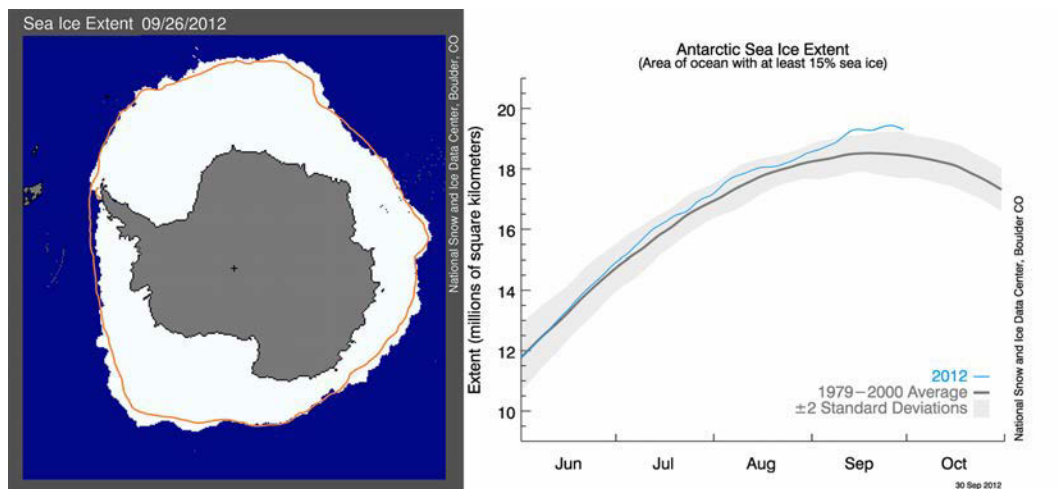 Sea Ice Extent 09/26/2012
National Snow and Ice Data Center, Boulder, CO
Antarctic Sea Ice Extent
(Area of ocean with at least 15% sea ice)
Extent (millions of square kilometers)
20
18
16
14
12
10
2012
1979−2000 Average
±2 Standard Deviations
Jun Jul Aug Sep Oct
National Snow and Ice Data Center, Boulder CO
30 Sep 2012